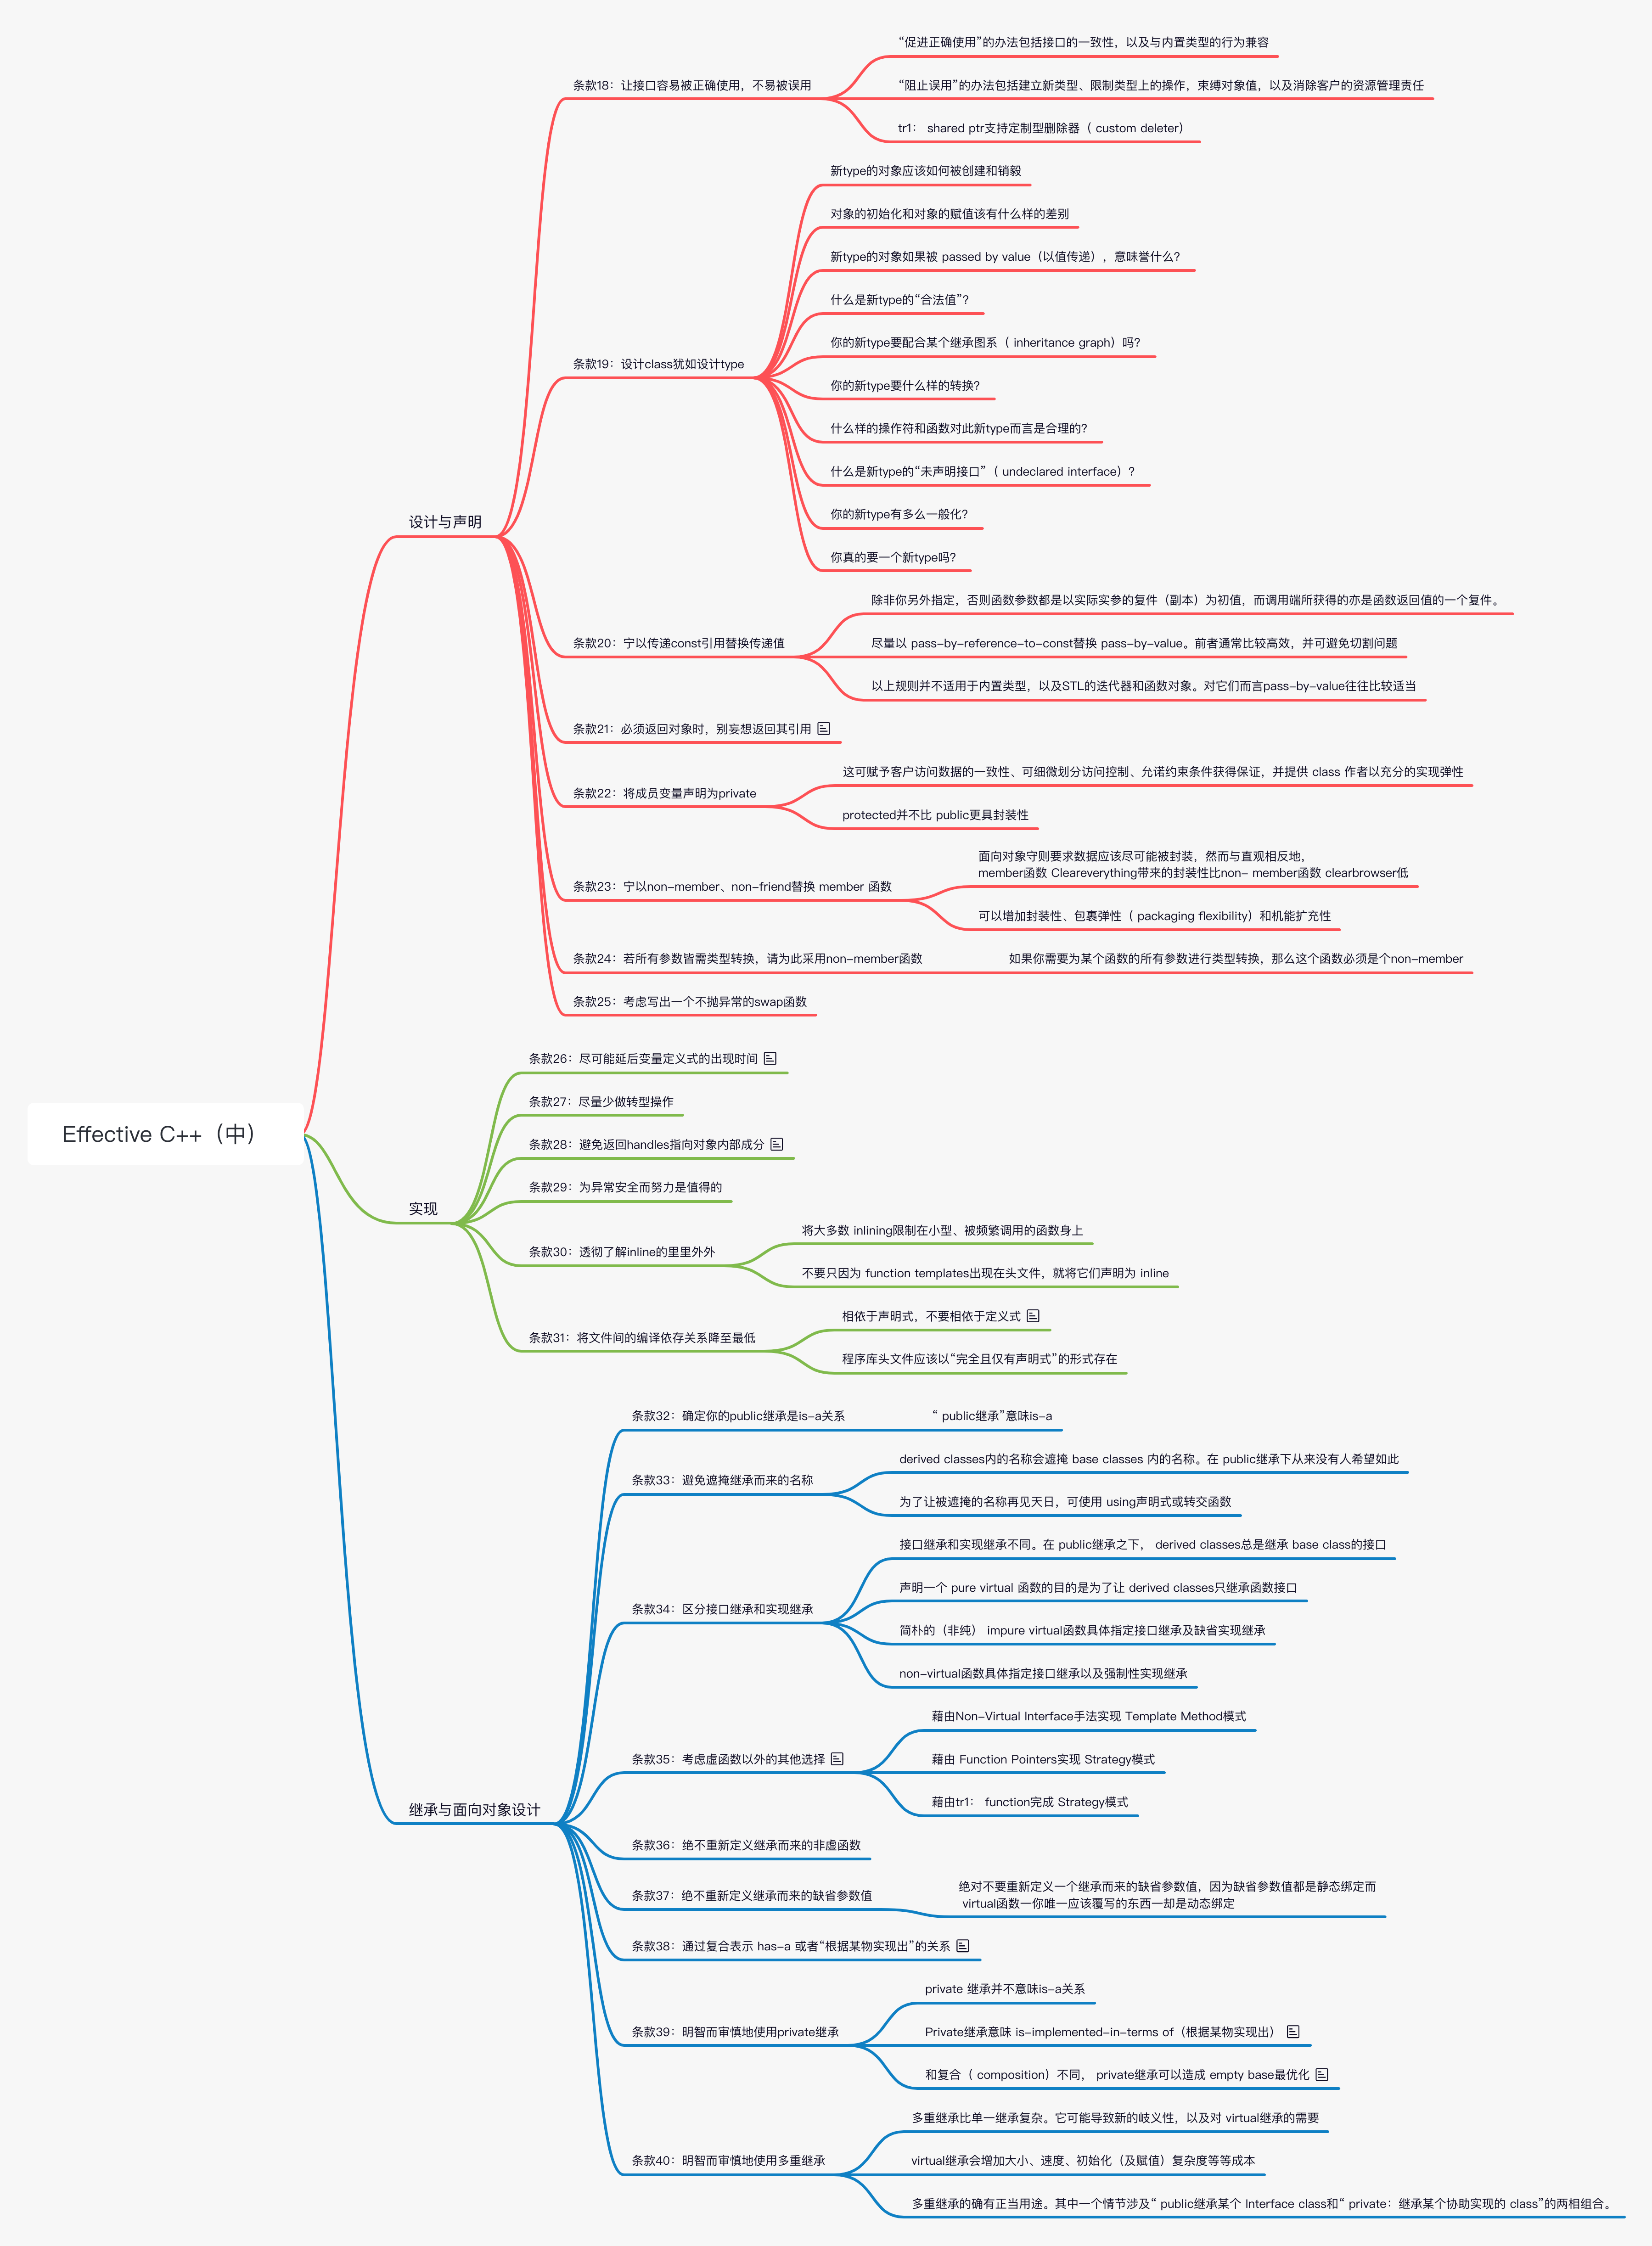 Effective C++（中）
设计与声明
条款18：让接口容易被正确使用，不易被误用
“促进正确使用”的办法包括接口的一致性，以及与内置类型的行为兼容
“阻止误用”的办法包括建立新类型、限制类型上的操作，束缚对象值，以及消除客户的资源管理责任
tr1： shared ptr支持定制型删除器（ custom deleter）
条款19：设计class犹如设计type
新type的对象应该如何被创建和销毁
对象的初始化和对象的赋值该有什么样的差别
新type的对象如果被 passed by value（以值传递），意味誉什么？
什么是新type的“合法值”？
你的新type要配合某个继承图系（ inheritance graph）吗？
你的新type要什么样的转换？
什么样的操作符和函数对此新type而言是合理的？
什么是新type的“未声明接口”（ undeclared interface）？
你的新type有多么一般化？
你真的要一个新type吗？
条款20：宁以传递const引用替换传递值
除非你另外指定，否则函数参数都是以实际实参的复件（副本）为初值，而调用端所获得的亦是函数返回值的一个复件。
尽量以 pass-by-reference-to-const替换 pass-by-value。前者通常比较高效，并可避免切割问题
以上规则并不适用于内置类型，以及STL的迭代器和函数对象。对它们而言pass-by-value往往比较适当
条款21：必须返回对象时，别妄想返回其引用
条款22：将成员变量声明为private
这可赋予客户访问数据的一致性、可细微划分访问控制、允诺约束条件获得保证，并提供 class 作者以充分的实现弹性
protected并不比 public更具封装性
条款23：宁以non-member、non-friend替换 member 函数
面向对象守则要求数据应该尽可能被封装，然而与直观相反地，
member函数 Cleareverything带来的封装性比non- member函数 clearbrowser低
可以增加封装性、包裹弹性（ packaging flexibility）和机能扩充性
条款24：若所有参数皆需类型转换，请为此采用non-member函数
如果你需要为某个函数的所有参数进行类型转换，那么这个函数必须是个non-member
条款25：考虑写出一个不抛异常的swap函数
实现
条款26：尽可能延后变量定义式的出现时间
条款27：尽量少做转型操作
条款28：避免返回handles指向对象内部成分
条款29：为异常安全而努力是值得的
条款30：透彻了解inline的里里外外
将大多数 inlining限制在小型、被频繁调用的函数身上
不要只因为 function templates出现在头文件，就将它们声明为 inline
条款31：将文件间的编译依存关系降至最低
相依于声明式，不要相依于定义式
程序库头文件应该以“完全且仅有声明式”的形式存在
继承与面向对象设计
条款32：确定你的public继承是is-a关系
“ public继承”意味is-a
条款33：避免遮掩继承而来的名称
derived classes内的名称会遮掩 base classes 内的名称。在 public继承下从来没有人希望如此
为了让被遮掩的名称再见天日，可使用 using声明式或转交函数
条款34：区分接口继承和实现继承
接口继承和实现继承不同。在 public继承之下， derived classes总是继承 base class的接口
声明一个 pure virtual 函数的目的是为了让 derived classes只继承函数接口
简朴的（非纯） impure virtual函数具体指定接口继承及缺省实现继承
non-virtual函数具体指定接口继承以及强制性实现继承
条款35：考虑虚函数以外的其他选择
藉由Non-Virtual Interface手法实现 Template Method模式
藉由 Function Pointers实现 Strategy模式
藉由tr1： function完成 Strategy模式
条款36：绝不重新定义继承而来的非虚函数
条款37：绝不重新定义继承而来的缺省参数值
绝对不要重新定义一个继承而来的缺省参数值，因为缺省参数值都是静态绑定而
virtual函数一你唯一应该覆写的东西一却是动态绑定
条款38：通过复合表示 has-a 或者“根据某物实现出”的关系
条款39：明智而审慎地使用private继承
private 继承并不意味is-a关系
Private继承意味 is-implemented-in-terms of（根据某物实现出）
和复合（ composition）不同， private继承可以造成 empty base最优化
条款40：明智而审慎地使用多重继承
多重继承比单一继承复杂。它可能导致新的岐义性，以及对 virtual继承的需要
virtual继承会增加大小、速度、初始化（及赋值）复杂度等等成本
多重继承的确有正当用途。其中一个情节涉及“ public继承某个 Interface class和“ private：继承某个协助实现的 class”的两相组合。